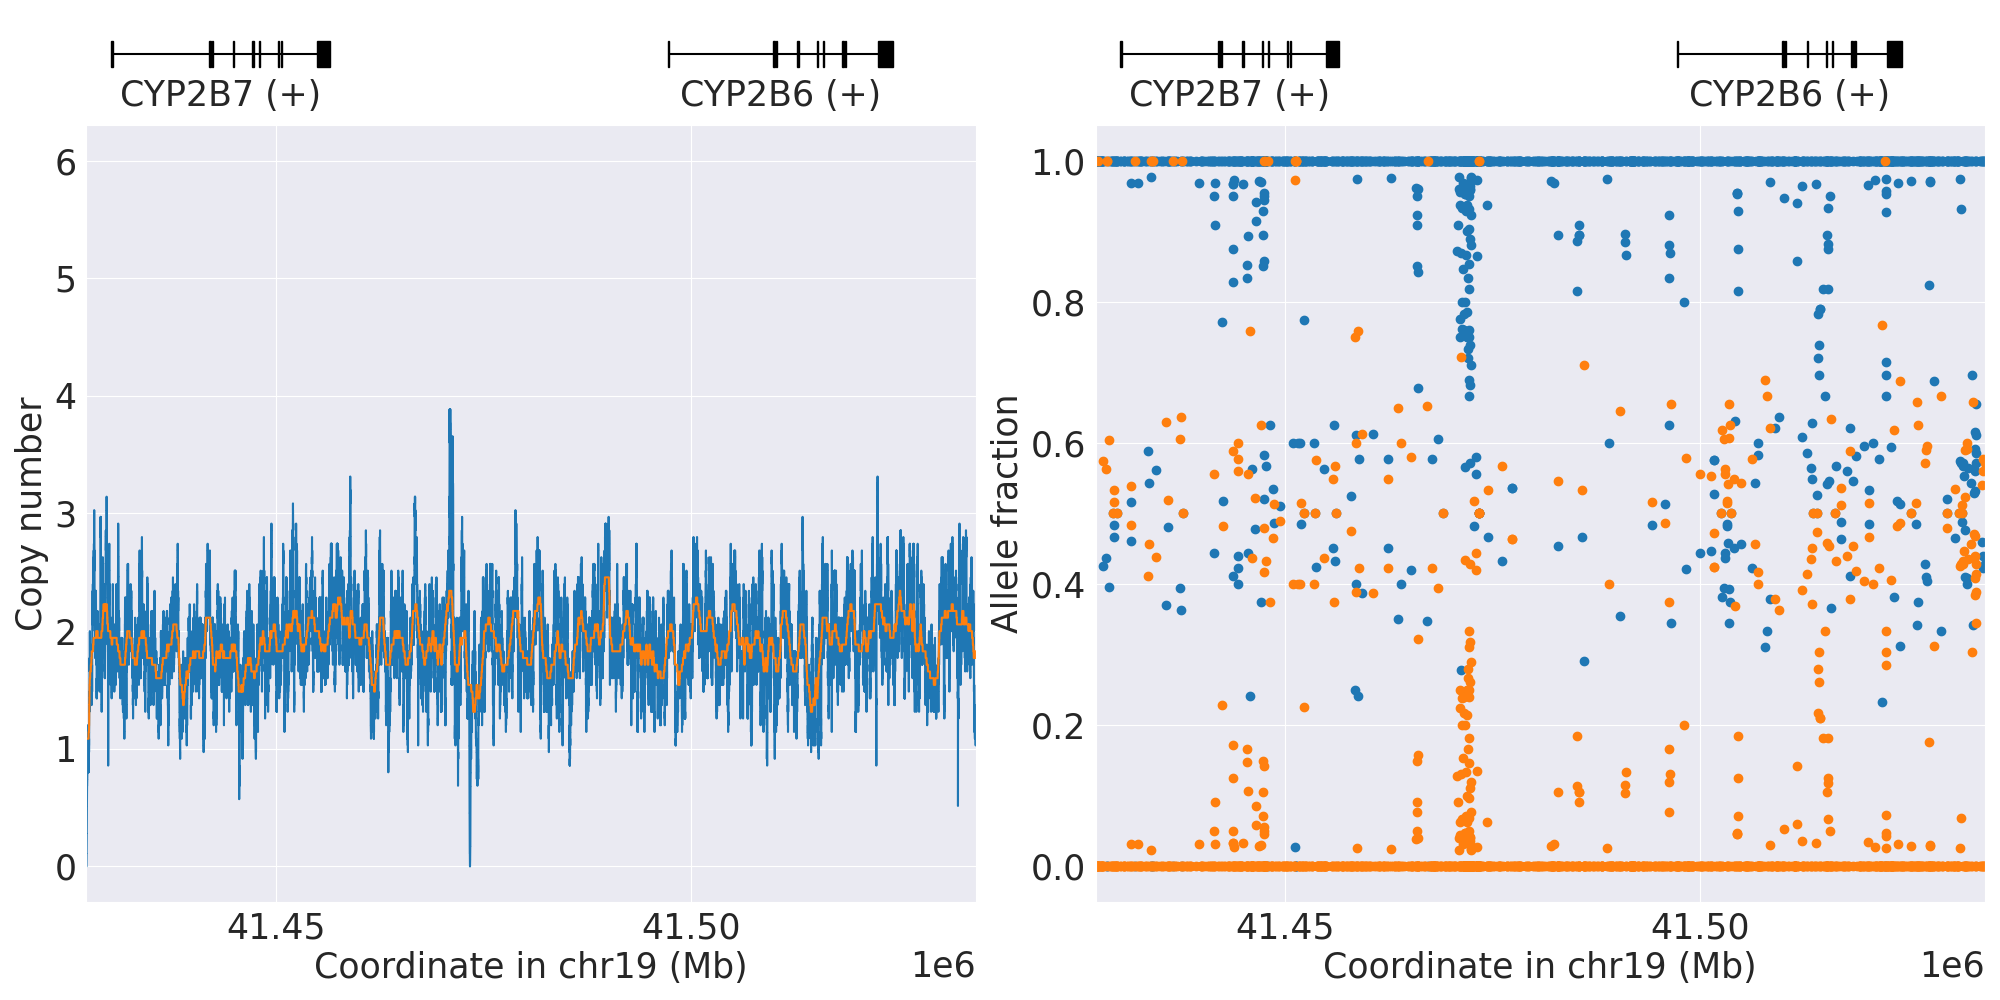 CYP2B7 (+)
CYP2B6 (+)
Copy number
6
5
4
3
2
1
0
41.45
41.50
Coordinate in chr19 (Mb)
1e6
CYP2B7 (+)
CYP2B6 (+)
Allele fraction
1.0
0.8
0.6
0.4
0.2
0.0
41.45
41.50
Coordinate in chr19 (Mb)
1e6